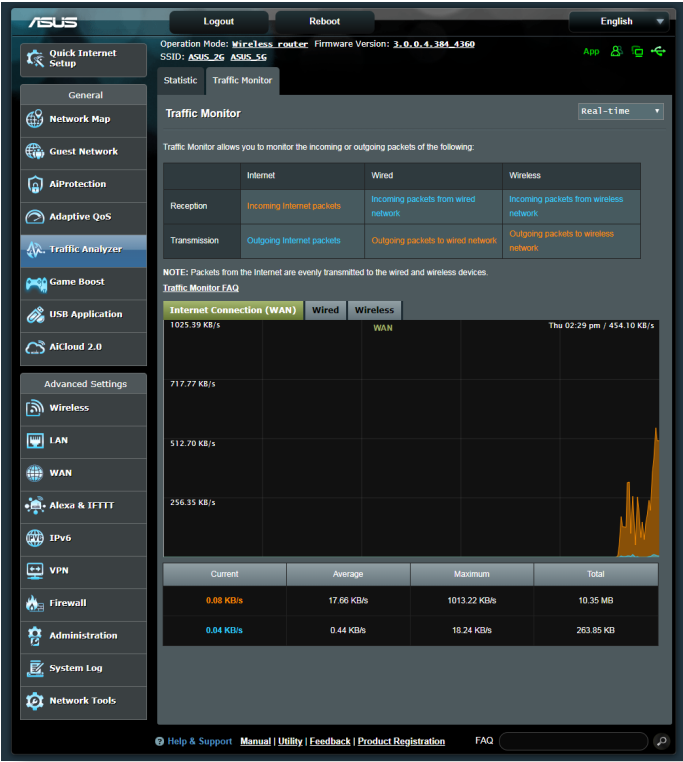 ASUS
Logout
Reboot
English
Operation Mode: Wireless router Firmware Version: 3.0.0.4.384_4360
SSID: ASUS_2G ASUS_5G
App
Quick Internet
Setup
General
Network Map
Guest Network
AiProtection
Adaptive QoS
Traffic Analyzer
Game Boost
USB Application
AiCloud 2.0
Advanced Settings
Wireless
LAN
WAN
Alexa & IFTTT
IPv6
VPN
Firewall
Administration
System Log
Network Tools
Statistic Traffic Monitor
Traffic Monitor
Real-time
Traffic Monitor allows you to monitor the incoming or outgoing packets of the following:
Internet Wired Wireless
Reception
Incoming Internet packets
Incoming packets from wired
network
Incoming packets from wireless
network
Transmission
Outgoing Internet packets
Outgoing packets to wired network
Outgoing packets to wireless
network
NOTE: Packets from the Internet are evenly transmitted to the wired and wireless devices.
Traffic Monitor FAQ
Internet Connection (WAN) Wired Wireless
1025.39 KB/s
WAN
Thu 02:29 pm / 454.10 KB/s
717.77 KB/s
512.70 KB/s
256.35 KB/s
Current Average Maximum Total
0.08 KB/s 17.66 KB/s 1013.22 KB/s 10.35 MB
0.04 KB/s 0.44 KB/s 18.24 KB/s 263.85 KB
Help & Support Manual | Utility | Feedback | Product Registration FAQ